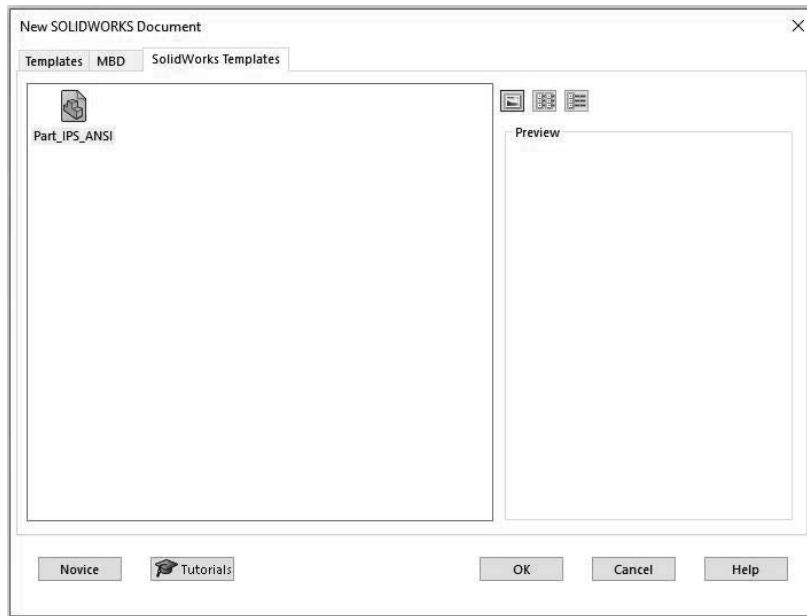 New SOLIDWORKS Document
Templates MBD SolidWorks Templates
Part_IPS_ANSI
Preview
Novice Tutorials OK Cancel Help